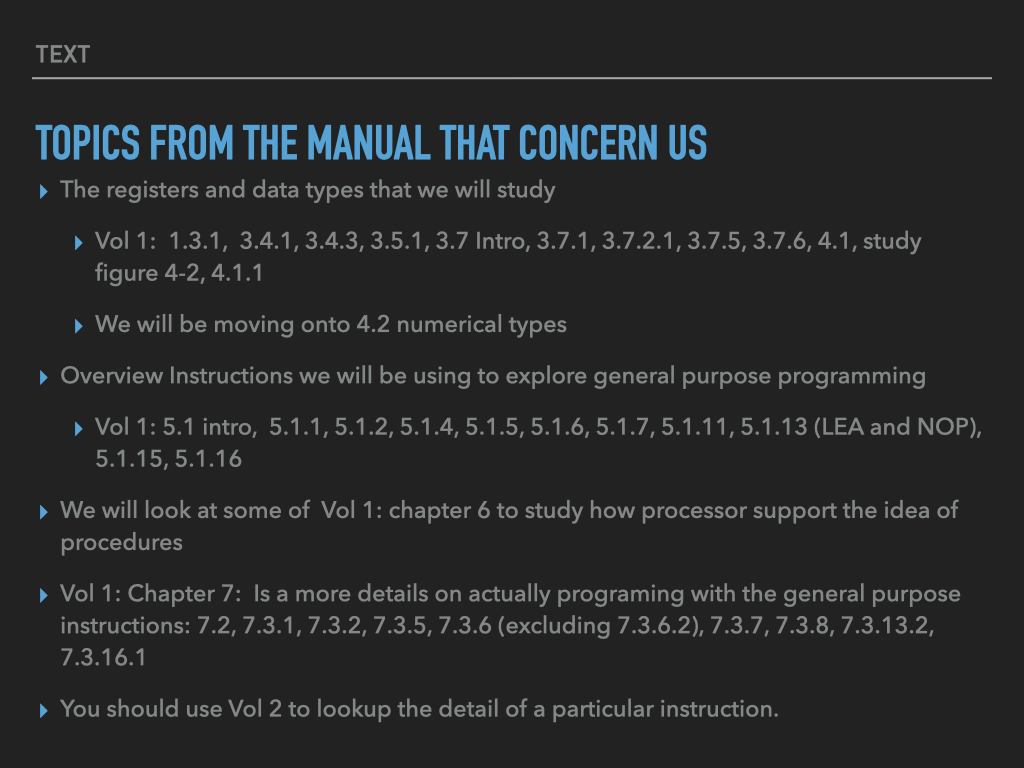 TEXT
TOPICS FROM THE MANUAL THAT CONCERN US
The registers and data types that we will study
Vol 1:  1.3.1,  3.4.1, 3.4.3, 3.5.1, 3.7 Intro, 3.7.1, 3.7.2.1, 3.7.5, 3.7.6, 4.1, study
figure 4-2, 4.1.1
We will be moving onto 4.2 numerical types
Overview Instructions we will be using to explore general purpose programming
Vol 1: 5.1 intro,  5.1.1, 5.1.2, 5.1.4, 5.1.5, 5.1.6, 5.1.7, 5.1.11, 5.1.13 (LEA and NOP),
5.1.15, 5.1.16
We will look at some of  Vol 1: chapter 6 to study how processor support the idea of
procedures
Vol 1: Chapter 7:  Is a more details on actually programing with the general purpose
instructions: 7.2, 7.3.1, 7.3.2, 7.3.5, 7.3.6 (excluding 7.3.6.2), 7.3.7, 7.3.8, 7.3.13.2,
7.3.16.1
You should use Vol 2 to lookup the detail of a particular instruction.